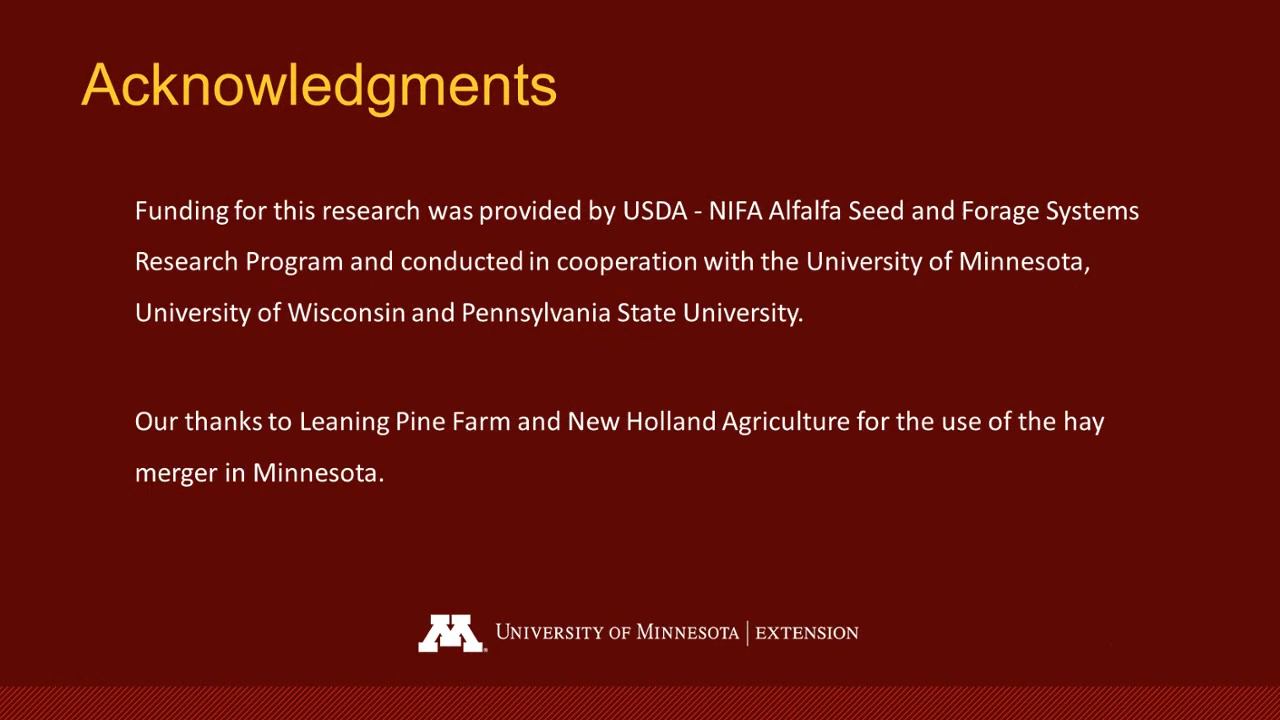 Acknowledgments
Funding for this research was provided by USDA - NIFA Alfalfa Seed and Forage Systems
Research Program and conducted in cooperation with the University of Minnesota,
University of Wisconsin and Pennsylvania State University.
Our thanks to Leaning Pine Farm and New Holland Agriculture for the use of the hay
merger in Minnesota.
M UNIVERSITY OF MINNESOTA | EXTENSION